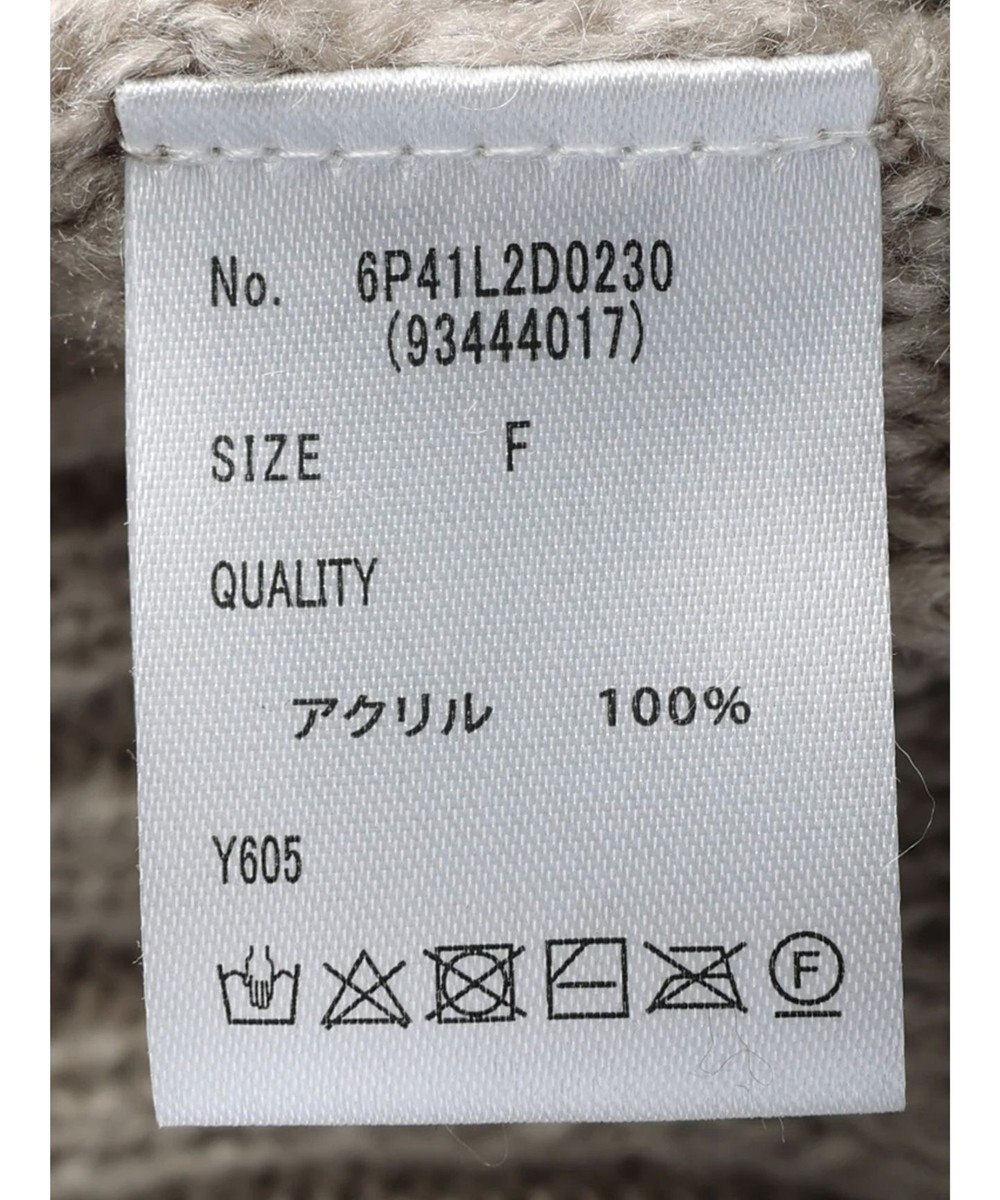 No. 6P41L2D0230
(93444017)
SIZE F
QUALITY
アクリル 100%
Y605
F